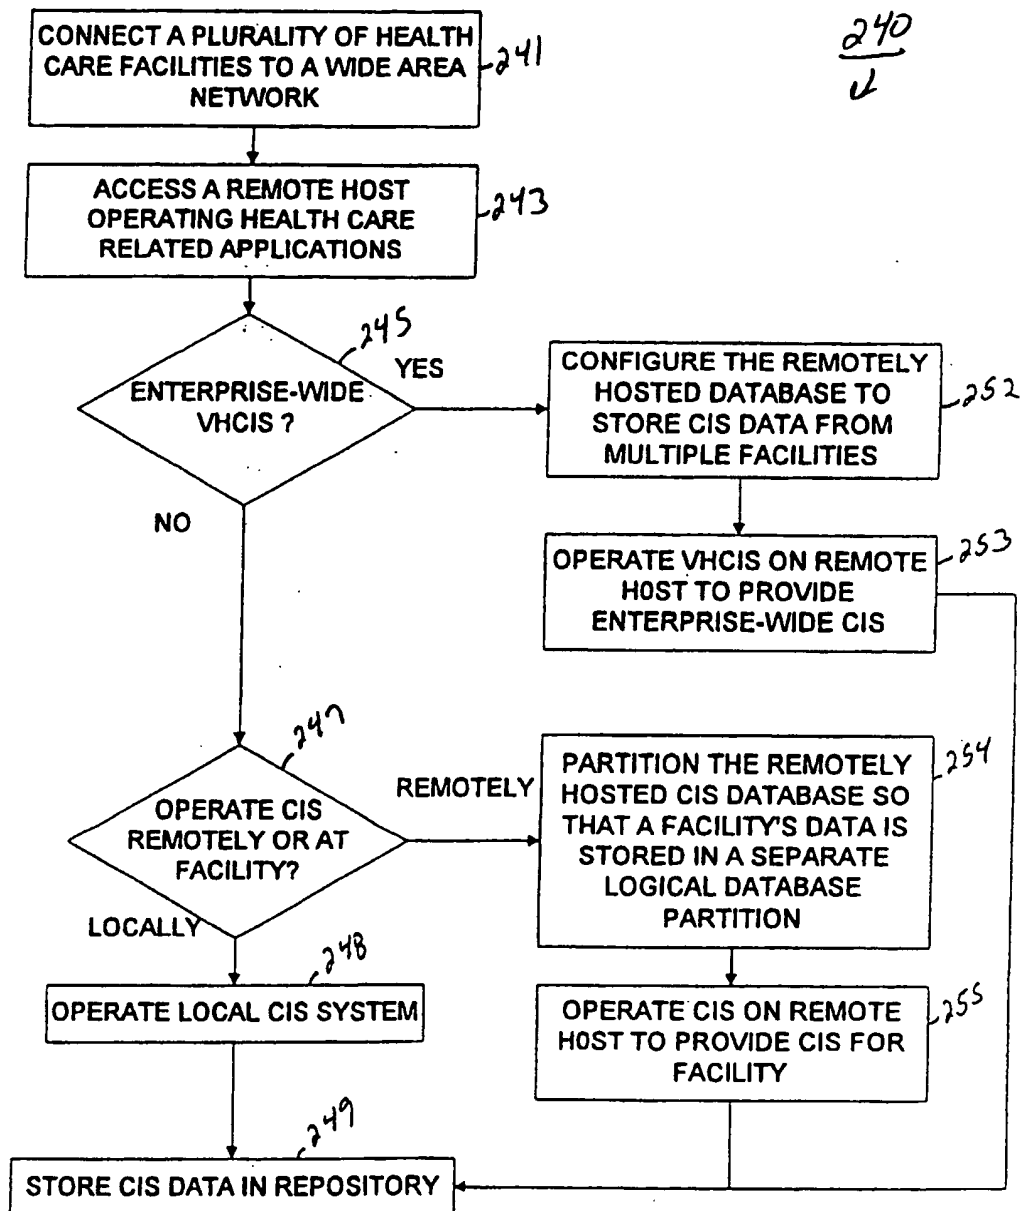 240
CONNECT A PLURALITY OF HEALTH
CARE FACILITIES TO A WIDE AREA
NETWORK
241
ACCESS A REMOTE HOST
OPERATING HEALTH CARE
RELATED APPLICATIONS
243
245
ENTERPRISE-WIDE
VHCIS ?
YES
NO
CONFIGURE THE REMOTELY
HOSTED DATABASE TO
STORE CIS DATA FROM
MULTIPLE FACILITIES
252
OPERATE VHCIS ON REMOTE
HOST TO PROVIDE
ENTERPRISE-WIDE CIS
253
247
OPERATE CIS
REMOTELY OR AT
FACILITY?
REMOTELY
LOCALLY
PARTITION THE REMOTELY
HOSTED CIS DATABASE SO
THAT A FACILITY'S DATA IS
STORED IN A SEPARATE
LOGICAL DATABASE
PARTITION
254
248
OPERATE LOCAL CIS SYSTEM
OPERATE CIS ON REMOTE
HOST TO PROVIDE CIS FOR
FACILITY
255
249
STORE CIS DATA IN REPOSITORY